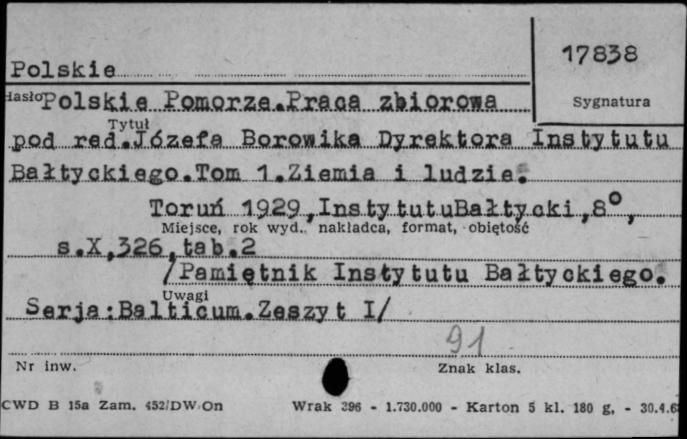 17838
Polskie
Hasło
Sygnatura
Polskie Pomorze.Praca zbiorowa
Tytuł
pod red.Józefa Borowika Dyrektora Instytutu
Bałtyckiego.Tom 1.Ziemia i ludzie.
Toruń 1929,InstytutuBałtycki,8°,
Miejsce, rok wyd., nakładca, format, objętość
s.X,326,tab.2
/Pamiętnik Instytutu Bałtyckiego.
Uwagi
Serja:Balticum.Zeszyt I/
91
Nr inw.
Znak klas.
CWD B 15a Zam. 452/DW/On Wrak 396 - 1.730.000 - Karton 5 kl. 180 g, - 30.4.6